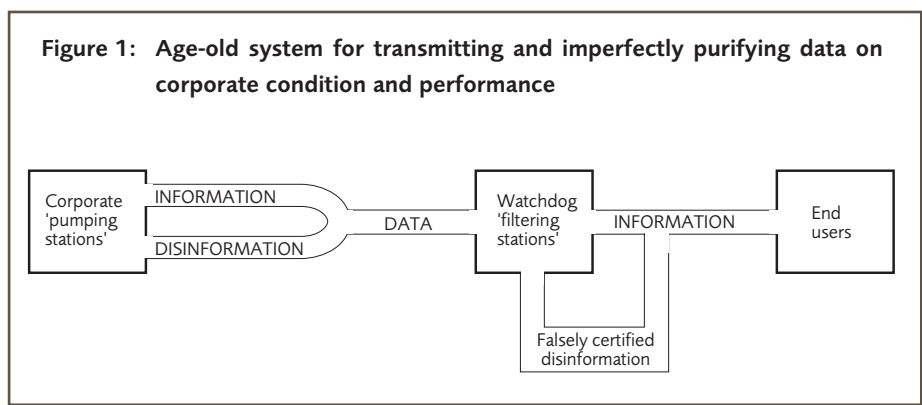 Figure 1: Age-old system for transmitting and imperfectly purifying data on
corporate condition and performance
Corporate
'pumping
stations'
INFORMATION
DISINFORMATION
DATA
Watchdog
'filtering
stations'
INFORMATION
Falsely certified
disinformation
End
users